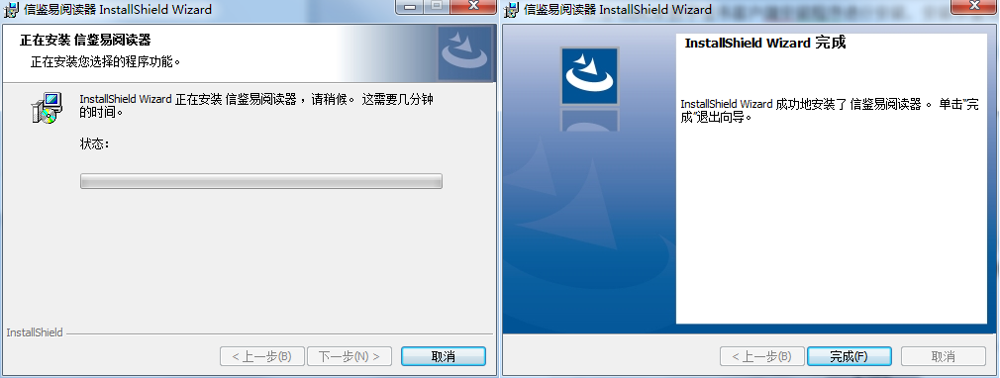 信鉴易阅读器 InstallShield Wizard
正在安装 信鉴易阅读器
正在安装您选择的程序功能。
InstallShield Wizard 正在安装 信鉴易阅读器 ，请稍候。 这需要几分钟
的时间。
状态：
InstallShield
< 上一步(B)
下一步(N) >
取消
信鉴易阅读器 InstallShield Wizard
InstallShield Wizard 完成
InstallShield Wizard 成功地安装了 信鉴易阅读器 。 单击“完
成”退出向导。
< 上一步(B)
完成(F)
取消